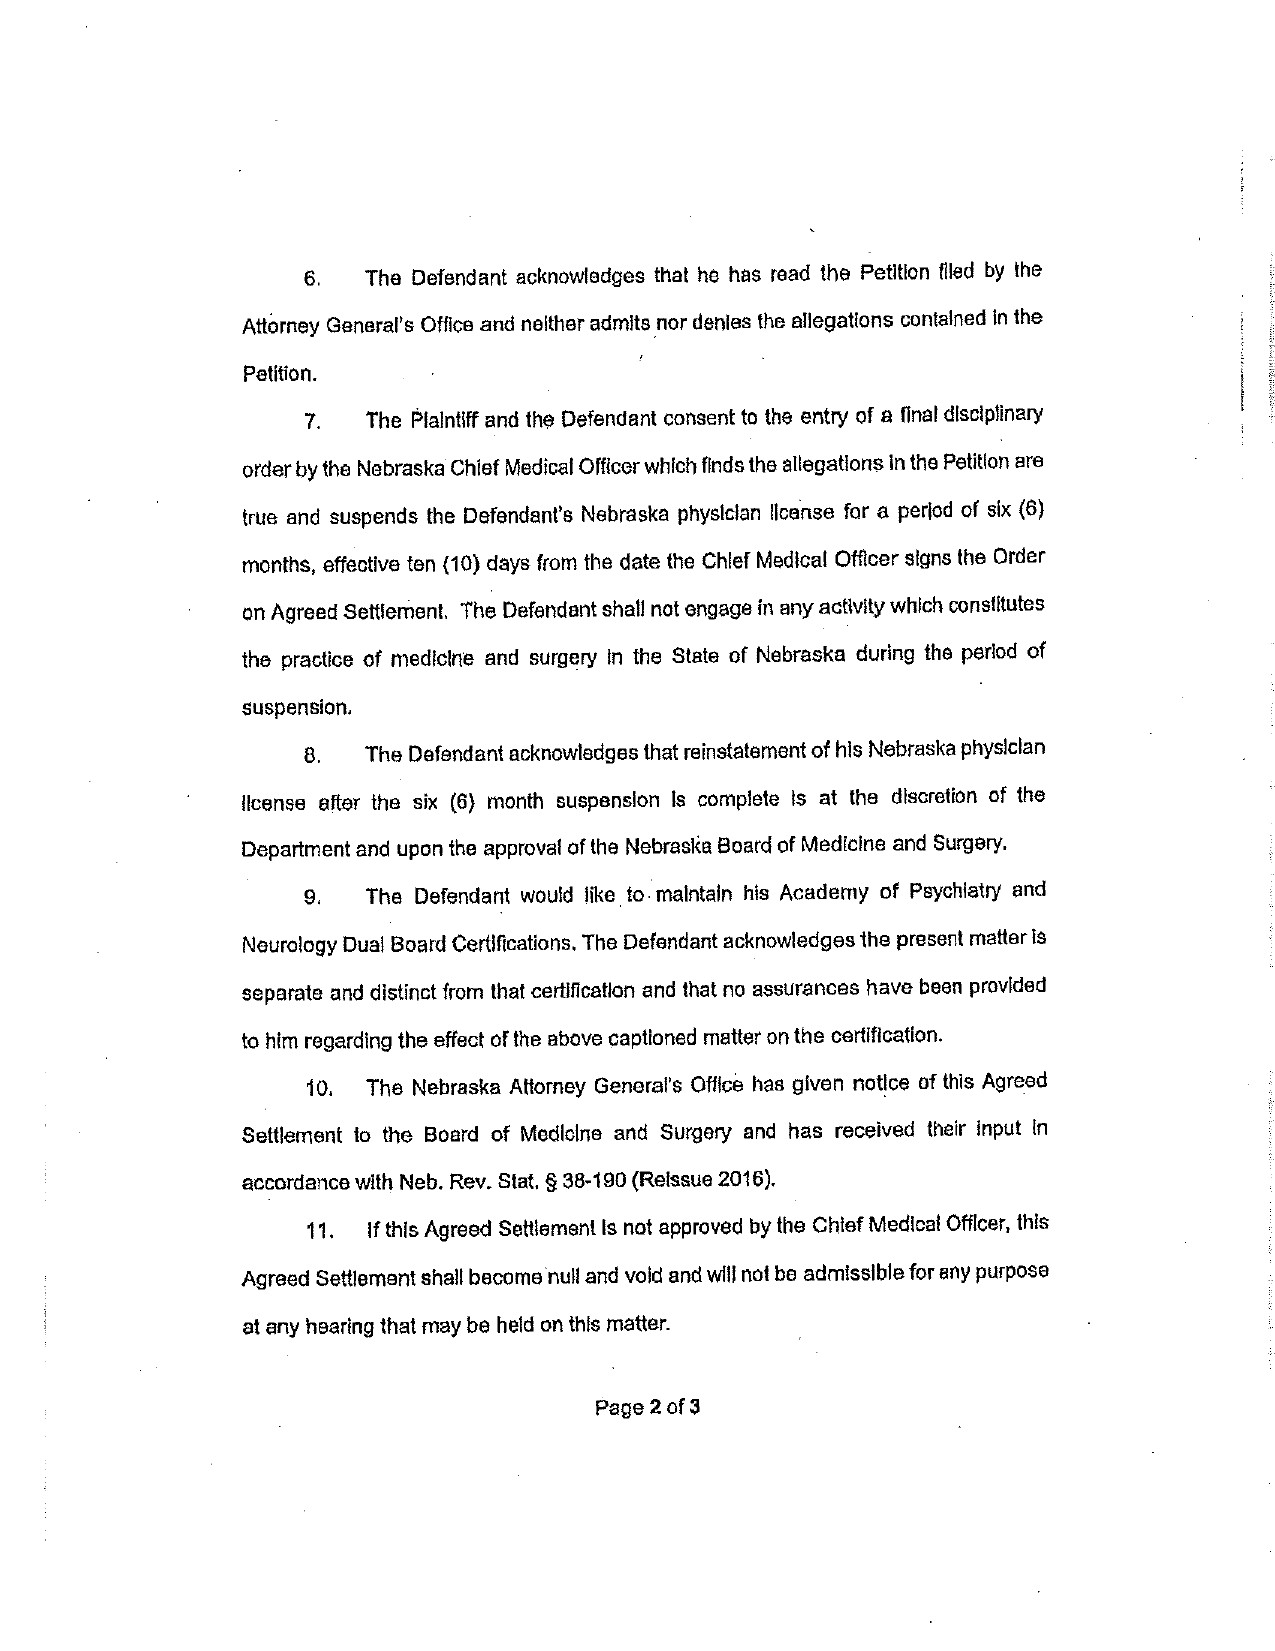 6. The Defendant acknowledges that he has read the Petition filed by the
Attorney General's Office and neither admits nor denies the allegations contained in the
Petition.
7. The Plaintiff and the Defendant consent to the entry of a final disciplinary
order by the Nebraska Chief Medical Officer which finds the allegations in the Petition are
true and suspends the Defendant's Nebraska physician license for a period of six (6)
months, effective ten (10) days from the date the Chief Medical Officer signs the Order
on Agreed Settlement. The Defendant shall not engage in any activity which constitutes
the practice of medicine and surgery in the State of Nebraska during the period of
suspension.
8. The Defendant acknowledges that reinstatement of his Nebraska physician
license after the six (6) month suspension is complete is at the discretion of the
Department and upon the approval of the Nebraska Board of Medicine and Surgery.
9. The Defendant would like to maintain his Academy of Psychiatry and
Neurology Dual Board Certifications. The Defendant acknowledges the present matter is
separate and distinct from that certification and that no assurances have been provided
to him regarding the effect of the above captioned matter on the certification.
10. The Nebraska Attorney General's Office has given notice of this Agreed
Settlement to the Board of Medicine and Surgery and has received their input in
accordance with Neb. Rev. Stat. § 38-190 (Reissue 2016).
11. If this Agreed Settlement is not approved by the Chief Medical Officer, this
Agreed Settlement shall become null and void and will not be admissible for any purpose
at any hearing that may be held on this matter.
Page 2 of 3